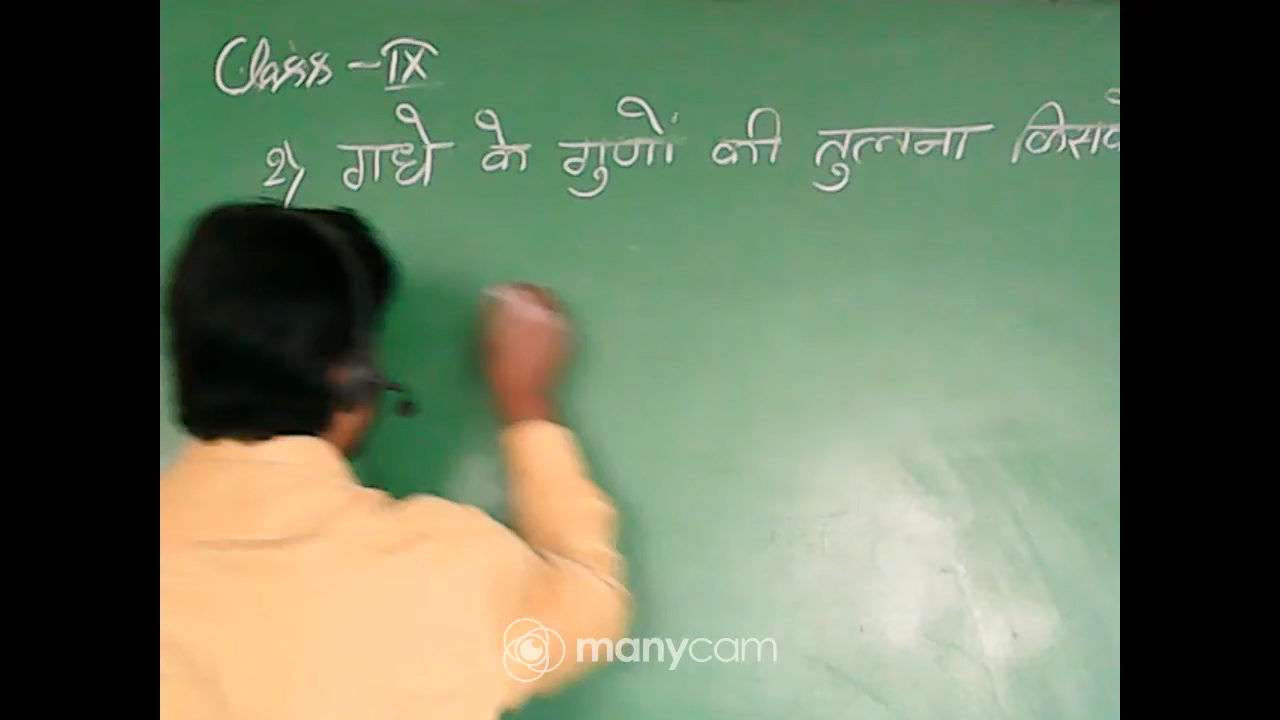 Class - IX
2) गधे के गुणों की तुलना
manycam